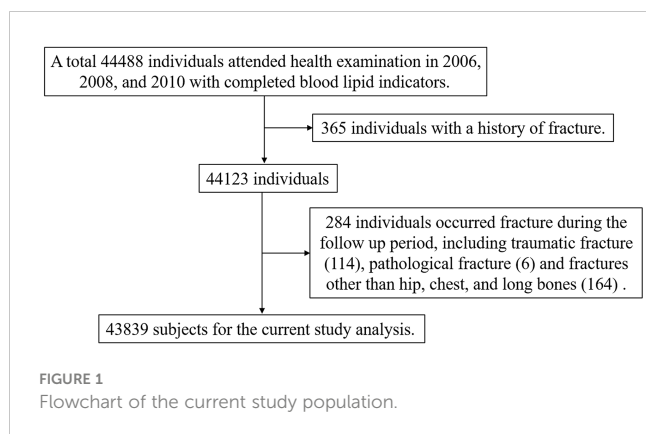 A total 44488 individuals attended health examination in 2006,
2008, and 2010 with completed blood lipid indicators.
365 individuals with a history of fracture.
44123 individuals
284 individuals occurred fracture during the
follow up period, including traumatic fracture
(114), pathological fracture (6) and fractures
other than hip, chest, and long bones (164) .
43839 subjects for the current study analysis.
FIGURE 1
Flowchart of the current study population.